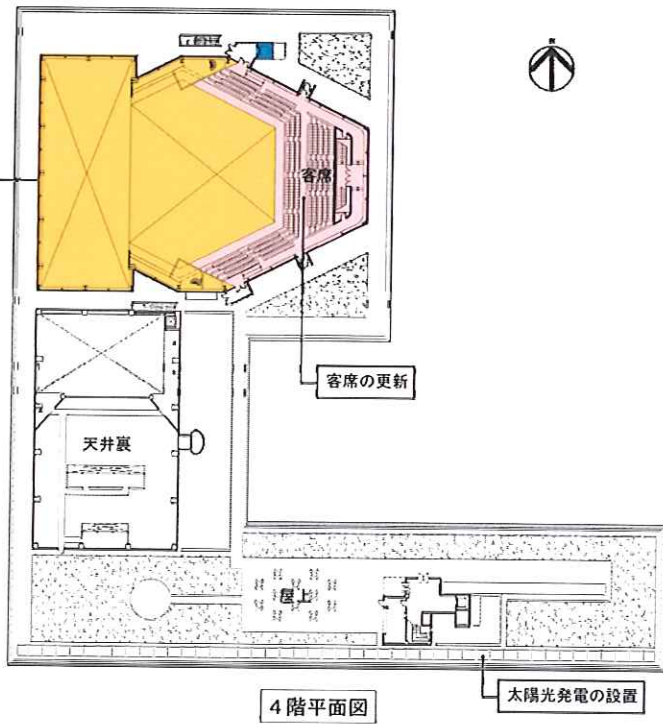 客席
客席の更新
天井裏
屋上
太陽光発電の設置
4階平面図